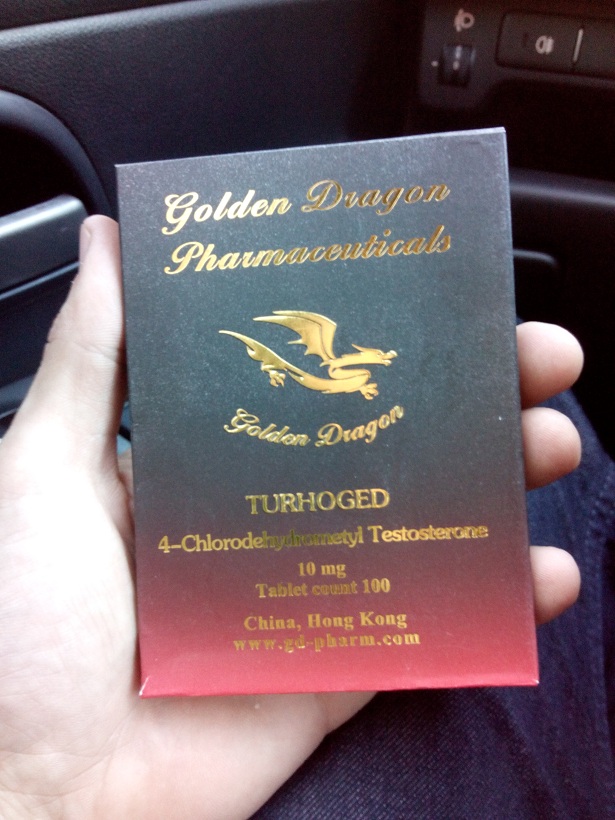 Golden Dragon
Pharmaceuticals
Golden Dragon
TURHOGED
4-Chlorodehydrometyl Testosterone
10 mg
Tablet count 100
China, Hong Kong
www.gd-pharm.com